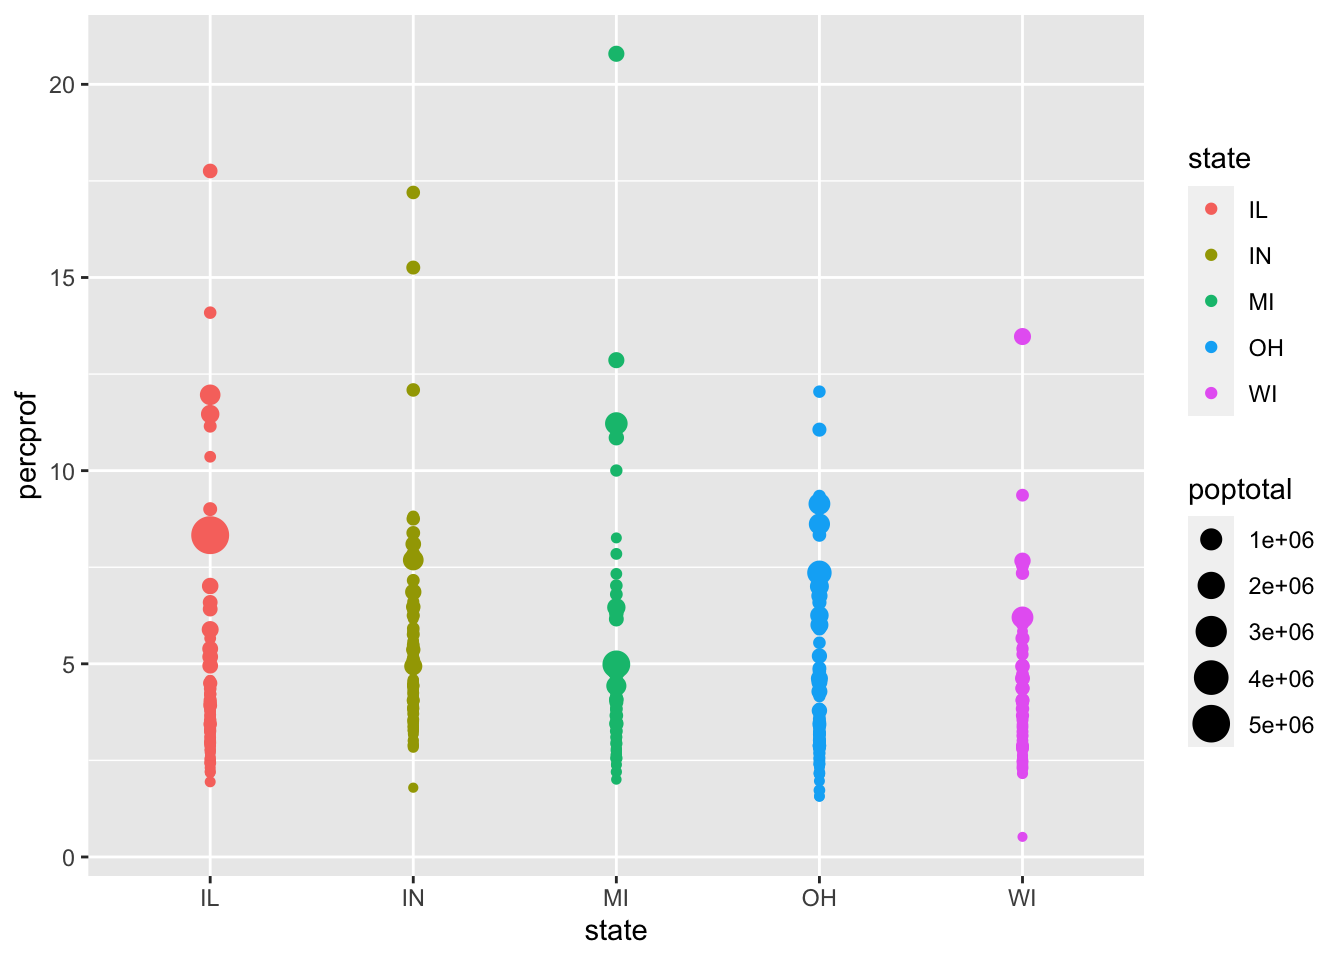 20
15
10
5
0
percprof
IL IN MI OH WI
state
state
IL
IN
MI
OH
WI
poptotal
1e+06
2e+06
3e+06
4e+06
5e+06